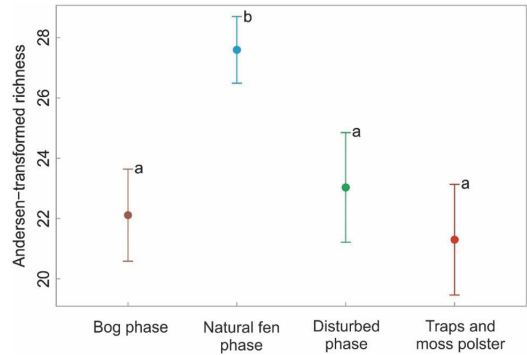 Andersen-transformed richness
28
26
24
22
20
a
b
a
a
Bog phase
Natural fen
phase
Disturbed
phase
Traps and
moss polster